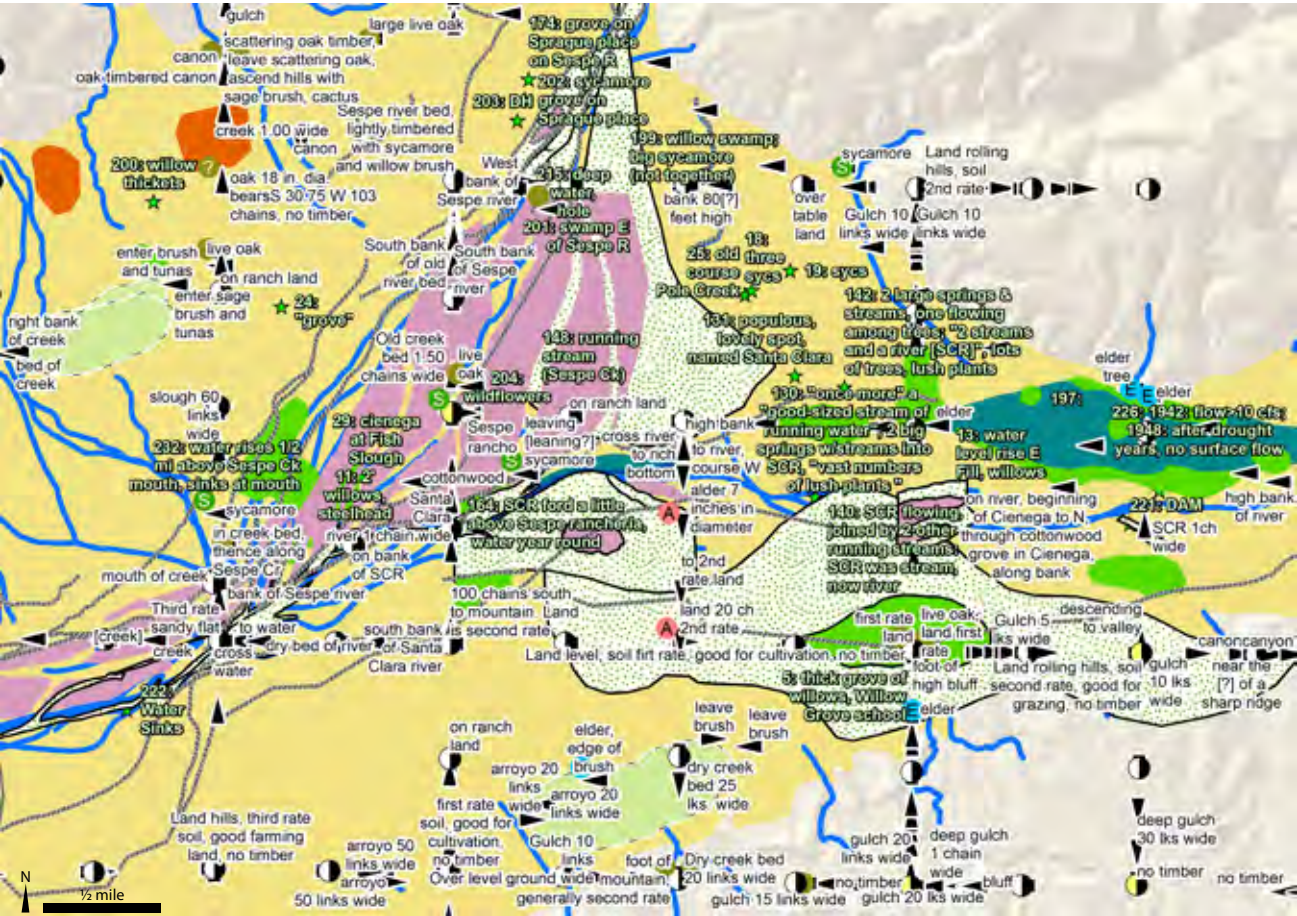 gulch
large live oak
scattering oak timber,
leave scattering oak,
ascend hills with
sage brush, cactus
canon
oak timbered canon
creek 1.00 wide
canon
Sespe river bed,
lightly timbered
with sycamore
and willow brush
174: grove on
Sprague place
on Sespe R
202: sycamore
grove on
Sprague place
203: DH
199: willow swamp;
big sycamore
(not together)
200: willow
thickets
?
oak 18 in. dia
bearsS 30.75 W 103
chains, no timber
West
bank of
Sespe river
215: deep
water,
hole
201: swamp E
of Sespe R
bank 80[?]
feet high
over
table
land
S
sycamore
Land rolling
hills, soil
2nd rate
Gulch 10
links wide
Gulch 10
links wide
enter brush
and tunas
live oak
on ranch land
enter sage
brush and
tunas
South bank
of old
river bed
South bank
of Sespe
river
25: old
course
Pole Creek
18:
three
sycs
19: sycs
24:
"grove"
right bank
of creek
bed of
creek
142: 2 large springs &
streams, one flowing
among trees; "2 streams
and a river [SCR]", lots
of trees, lush plants
131: populous,
lovely spot,
named Santa Clara
148: running
stream
(Sespe Ck)
Old creek
bed 1.50
chains wide
live
oak
S
204:
wildflowers
elder
tree
E
E
elder
slough 60
links
wide
29: cienega
at Fish
Slough
11: 2'
willows,
steelhead
Sespe
rancho
leaving
[leaning?]
sycamore
S
on ranch land
cross river
to rich
bottom
high bank
to river,
course W
130: "once more" a
"good-sized stream of
running water"; 2 big
springs w/streams into
SCR, "vast numbers
of lush plants "
elder
197:
13: water
level rise E
Fill, willows
226: 1942: flow>10 cfs;
1948: after drought
years, no surface flow
232: water rises 1/2
mi above Sespe Ck
mouth, sinks at mouth
S
sycamore
cottonwood
Santa
Clara
river 1 chain wide
on bank
of SCR
164: SCR ford a little
above Sespe rancheria,
water year round
A
alder 7
inches in
diameter
140: SCR flowing,
joined by 2 other
running streams,
SCR was stream,
now river
on river, beginning
of Cienega to N,
through cottonwood
grove in Cienega,
along bank
221: DAM
SCR 1ch
wide
high bank
of river
in creek bed,
thence along
Sespe Cr
mouth of creek
bank of Sespe river
Third rate
sandy flat
to water
[creek]
creek
cross
water
dry bed of river
100 chains south
to mountain. Land
is second rate
south bank
of Santa
Clara river
to 2nd
rate land
land 20 ch
2nd rate
A
Land level, soil firt rate, good for cultivation, no timber
first rate
land
live oak,
land first
rate
foot of
high bluff
Gulch 5
lks wide
descending
to valley
Land rolling hills, soil
second rate, good for
grazing, no timber
gulch
10 lks
wide
canoncanyon
near the
[?] of a
sharp ridge
222:
Water
Sinks
5: thick grove of
willows, Willow
Grove school
E
elder
on ranch
land
elder,
edge of
brush
leave
brush
leave
brush
arroyo 20
links
wide
arroyo 20
links wide
dry creek
bed 25
lks wide
first rate
soil, good for
cultivation,
no timber
Land hills, third rate
soil, good farming
land, no timber
arroyo 50
links wide
arroyo
50 links wide
Gulch 10
links
wide
Over level ground
foot of
mountain,
generally second rate
Dry creek bed
20 links wide
gulch 15 links wide
gulch 20
links wide
no timber
deep gulch
1 chain
wide
bluff
gulch 20 lks wide
deep gulch
30 lks wide
no timber
no timber
N
½ mile